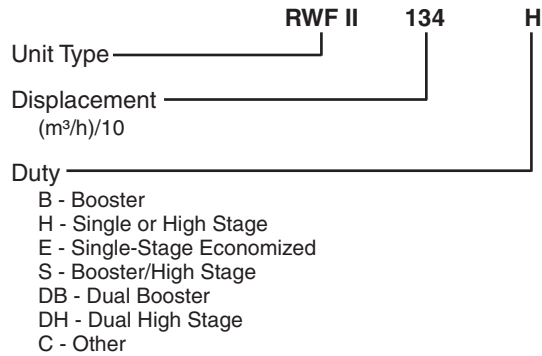 RWF II 134 H
Unit Type
Displacement
(m³/h)/10
Duty
B - Booster
H - Single or High Stage
E - Single-Stage Economized
S - Booster/High Stage
DB - Dual Booster
DH - Dual High Stage
C - Other